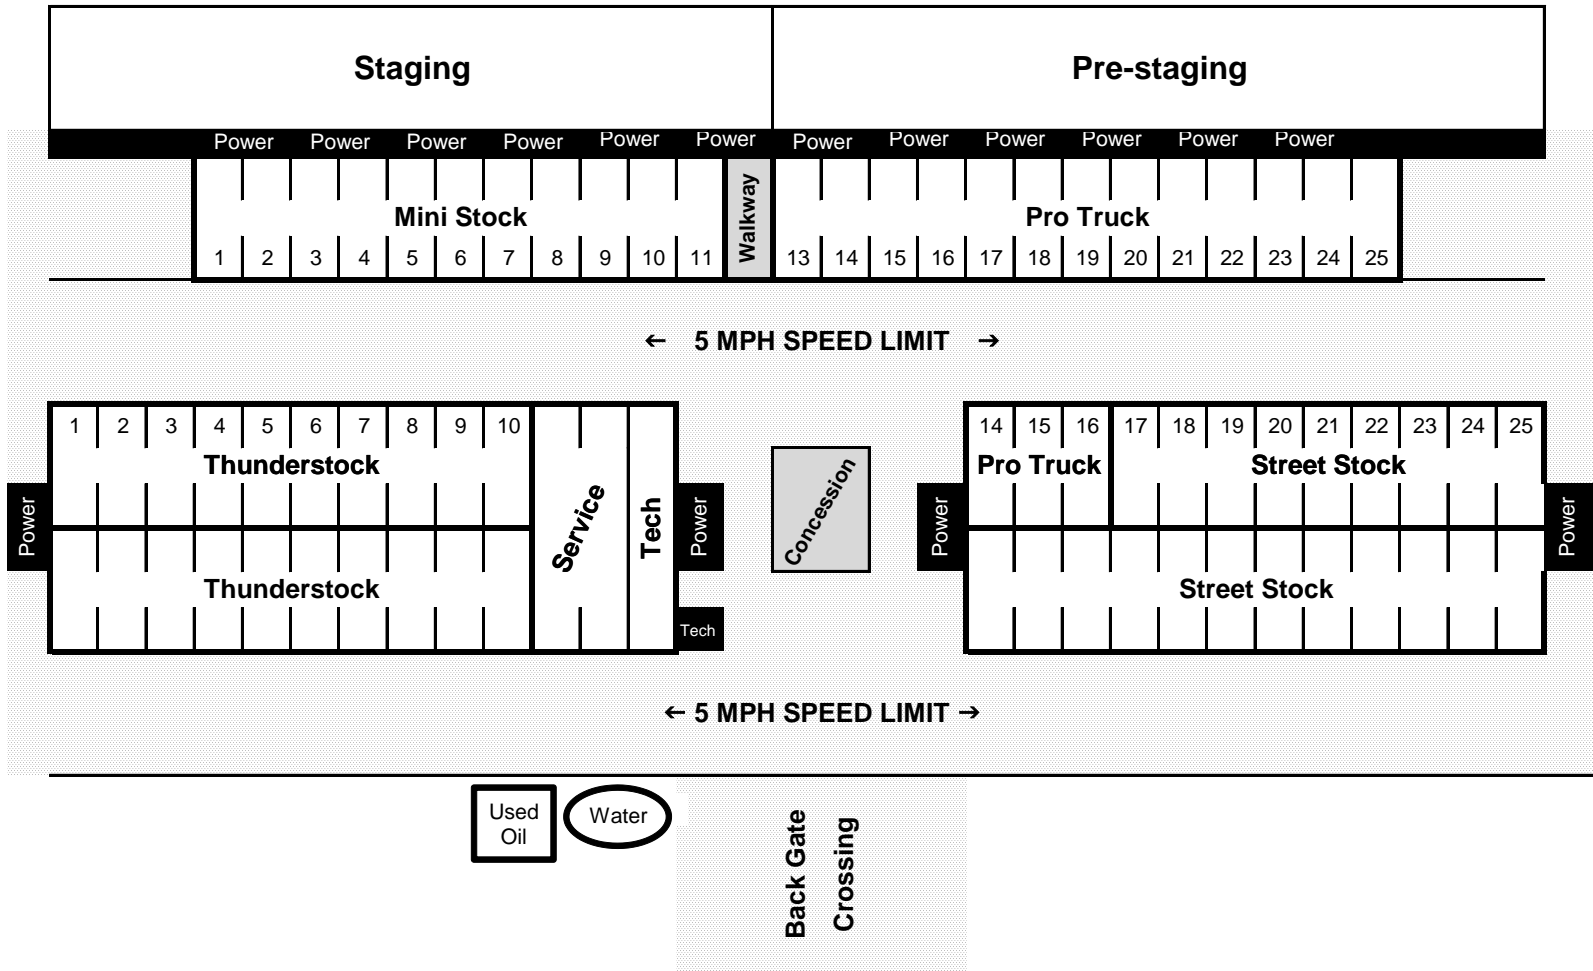 Staging Pre-staging
Power Power Power Power Power Power Power Power Power Power Power Power
Walkway
Mini Stock Pro Truck
1 2 3 4 5 6 7 8 9 10 11 13 14 15 16 17 18 19 20 21 22 23 24 25
← 5 MPH SPEED LIMIT →
1 2 3 4 5 6 7 8 9 10 14 15 16 17 18 19 20 21 22 23 24 25
Thunderstock Pro Truck Street Stock
Power Service Tech Power Concession Power Power
Thunderstock Street Stock
Tech
← 5 MPH SPEED LIMIT →
Used
Oil
Water
Back Gate
Crossing